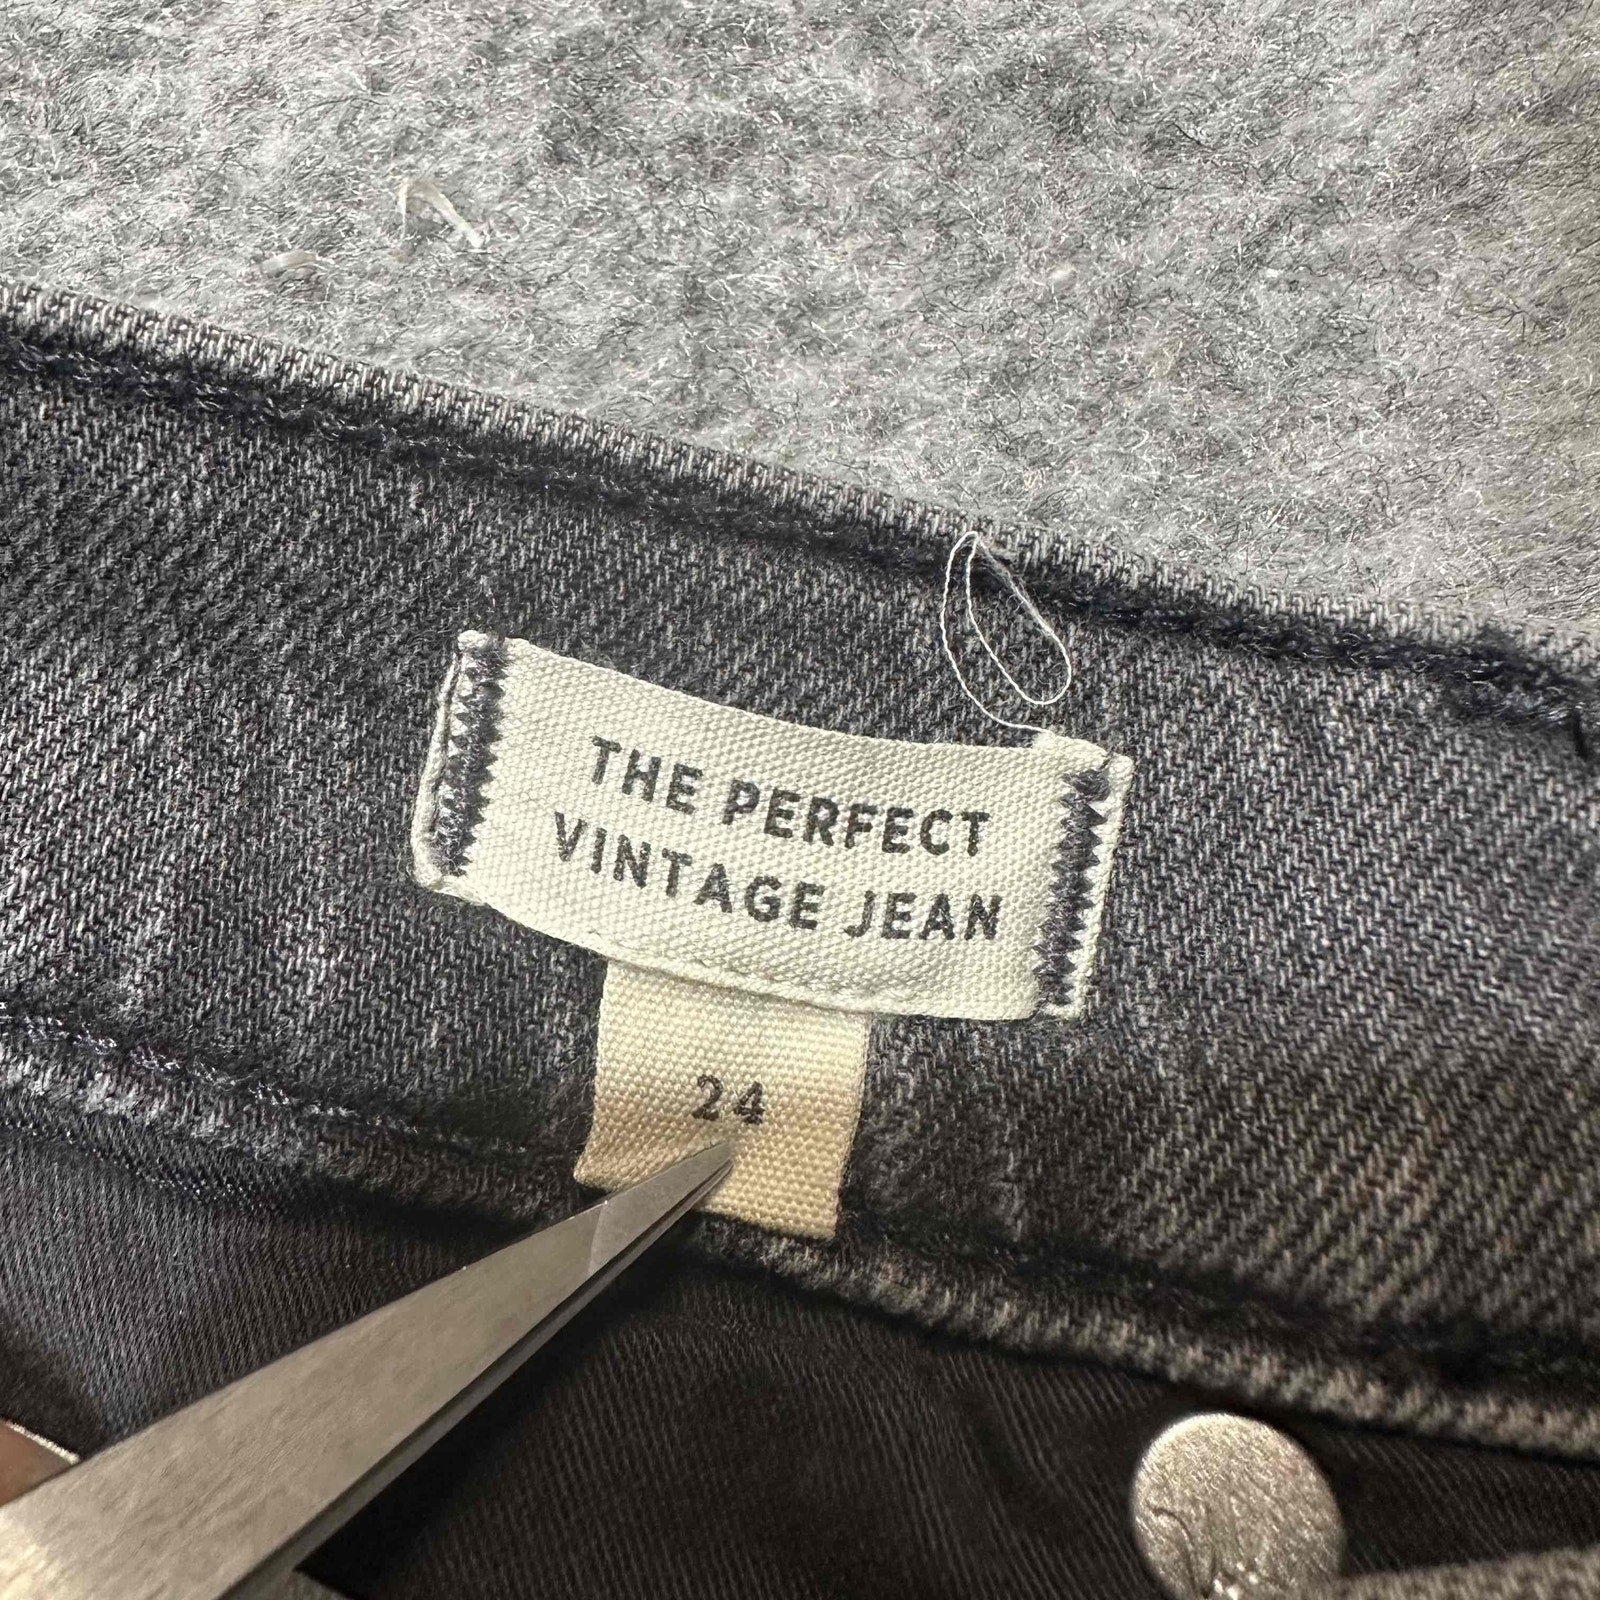 THE PERFECT
VINTAGE JEAN
24